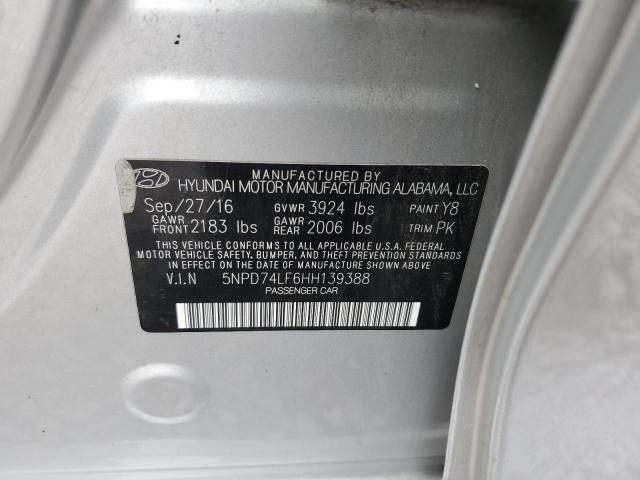 MANUFACTURED BY
HYUNDAI MOTOR MANUFACTURING ALABAMA, LLC
Sep/27/16 GVWR 3924 lbs PAINT Y8
GAWR FRONT 2183 lbs GAWR REAR 2006 lbs TRIM PK
THIS VEHICLE CONFORMS TO ALL APPLICABLE U.S.A. FEDERAL
MOTOR VEHICLE SAFETY, BUMPER, AND THEFT PREVENTION STANDARDS
IN EFFECT ON THE DATE OF MANUFACTURE SHOWN ABOVE.
V.I.N 5NPD74LF6HH139388
PASSENGER CAR